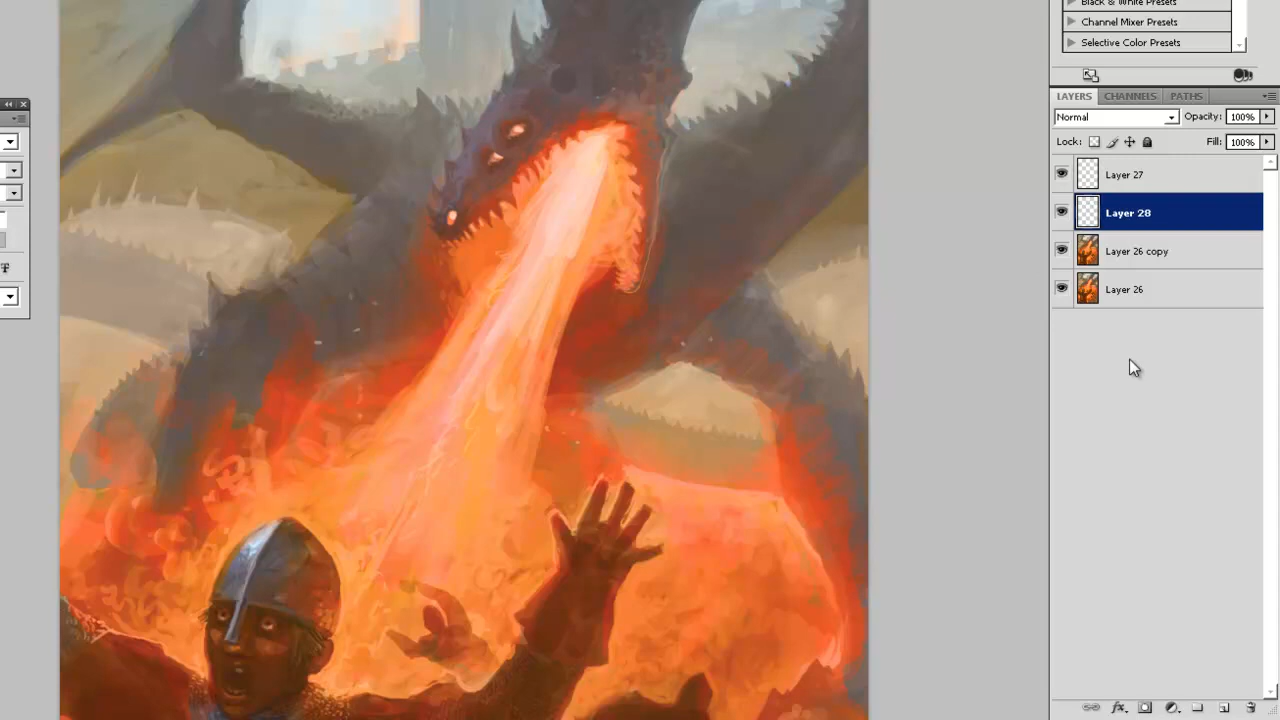 Black & White Presets
Channel Mixer Presets
Selective Color Presets
LAYERS CHANNELS PATHS
Normal Opacity: 100%
Lock: Fill: 100%
Layer 27
Layer 28
Layer 26 copy
Layer 26
fx